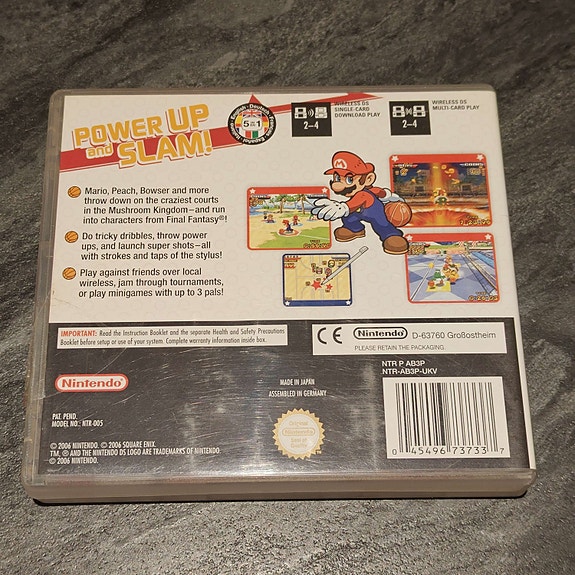 POWER UP
and SLAM!
English · Deutsch
5 in 1
WIRELESS DS
SINGLE-CARD
DOWNLOAD PLAY
2–4
WIRELESS DS
MULTI-CARD PLAY
2–4
Mario, Peach, Bowser and more
throw down on the craziest courts
in the Mushroom Kingdom—and run
into characters from Final Fantasy®!
Do tricky dribbles, throw power
ups, and launch super shots—all
with strokes and taps of the stylus!
Play against friends over local
wireless, jam through tournaments,
or play minigames with up to 3 pals!
M
IMPORTANT: Read the Instruction Booklet and the separate Health and Safety Precautions
Booklet before setup or use of your system. Complete warranty information inside box.
CE Nintendo® D-63760 Großostheim
PLEASE RETAIN THE PACKAGING.
NTR P AB3P
NTR-AB3P-UKV
Nintendo®
MADE IN JAPAN
ASSEMBLED IN GERMANY
PAT. PEND.
MODEL NO.: NTR-005
Nintendo
© 2006 NINTENDO. © 2006 SQUARE ENIX.
TM, ® AND THE NINTENDO DS LOGO ARE TRADEMARKS OF NINTENDO.
© 2006 NINTENDO.
0 45496 73733 7